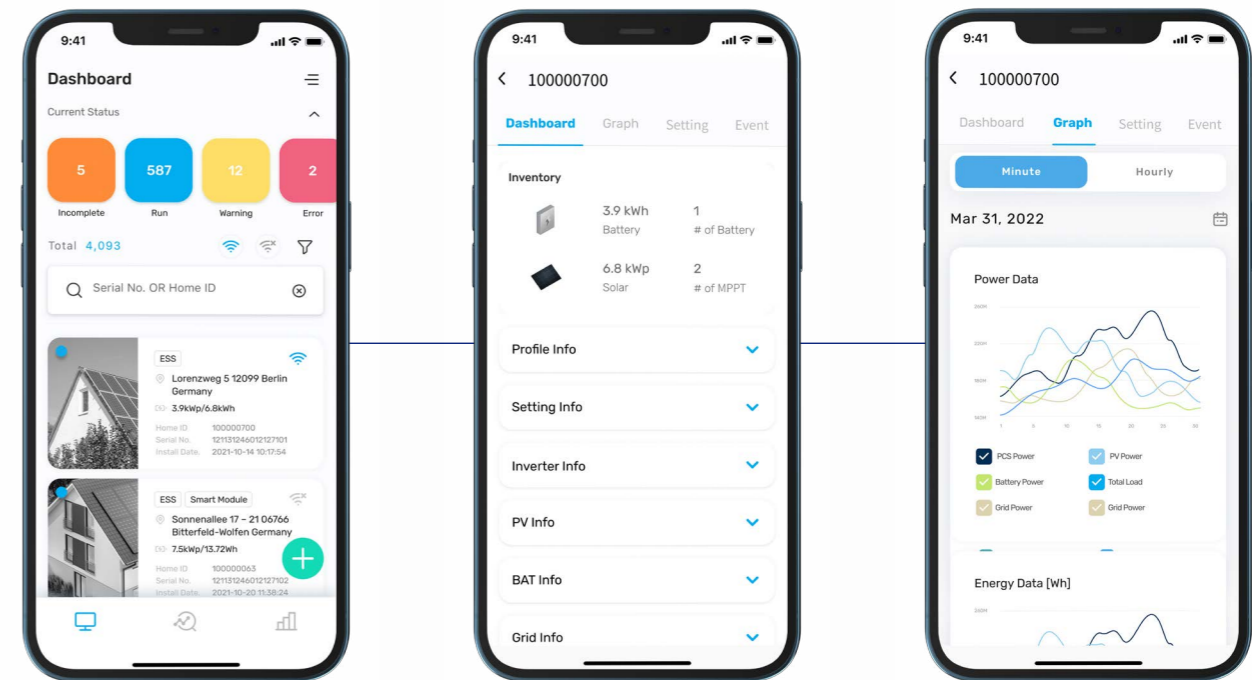 9:41
Dashboard
Current Status
5
587
12
2
Incomplete
Run
Warning
Error
Total 4,093
Serial No. OR Home ID
ESS
Lorenzweg 5 12099 Berlin
Germany
3.9kWp/6.8kWh
Home ID 100000700
Serial No. 121131246012127101
Install Date. 2021-10-14 10:17:54
ESS Smart Module
Sonnenallee 17 – 21 06766
Bitterfeld-Wolfen Germany
7.5kWp/13.72Wh
Home ID 100000063
Serial No. 121131246012127102
Install Date. 2021-10-20 11:38:24
9:41
100000700
Dashboard Graph Setting Event
Inventory
3.9 kWh 1
Battery # of Battery
6.8 kWp 2
Solar # of MPPT
Profile Info
Setting Info
Inverter Info
PV Info
BAT Info
Grid Info
9:41
100000700
Dashboard Graph Setting Event
Minute Hourly
Mar 31, 2022
Power Data
PCS Power PV Power
Battery Power Total Load
Grid Power Grid Power
Energy Data [Wh]